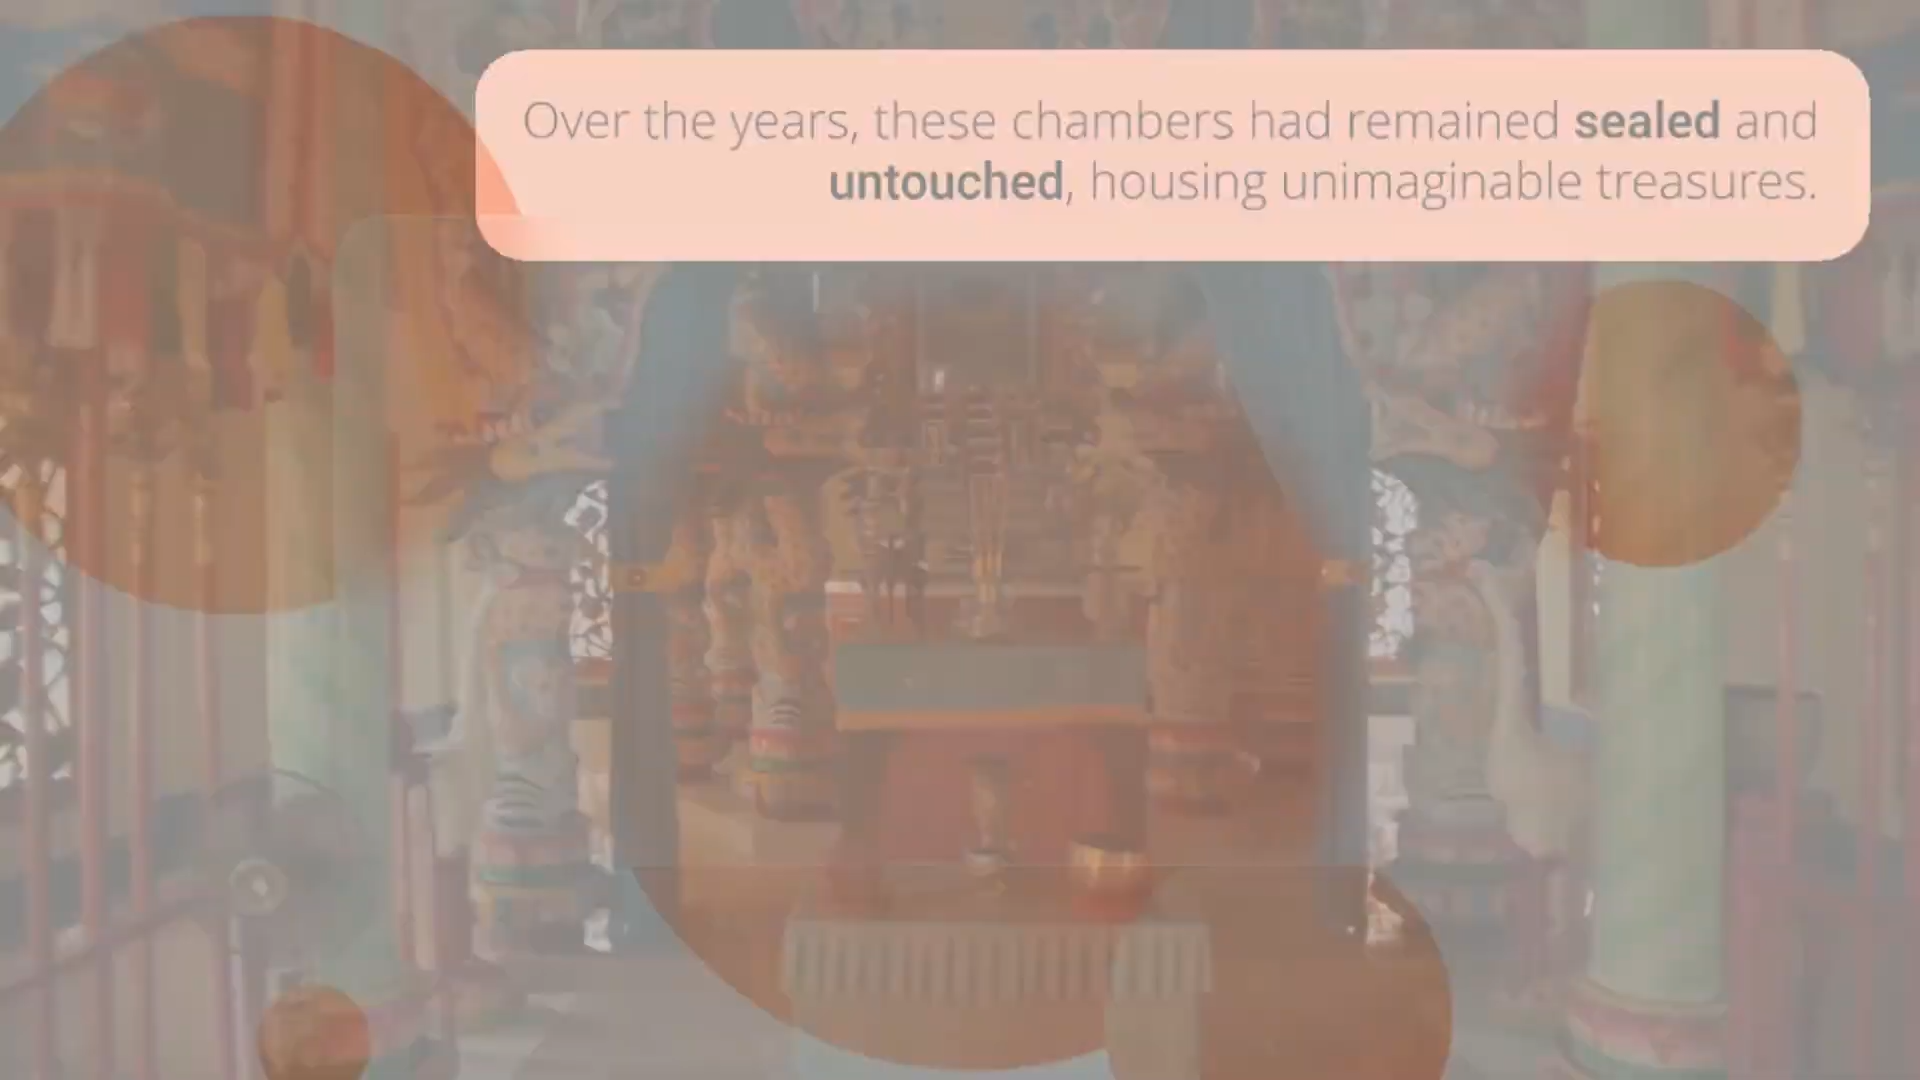 Over the years, these chambers had remained sealed and
untouched, housing unimaginable treasures.